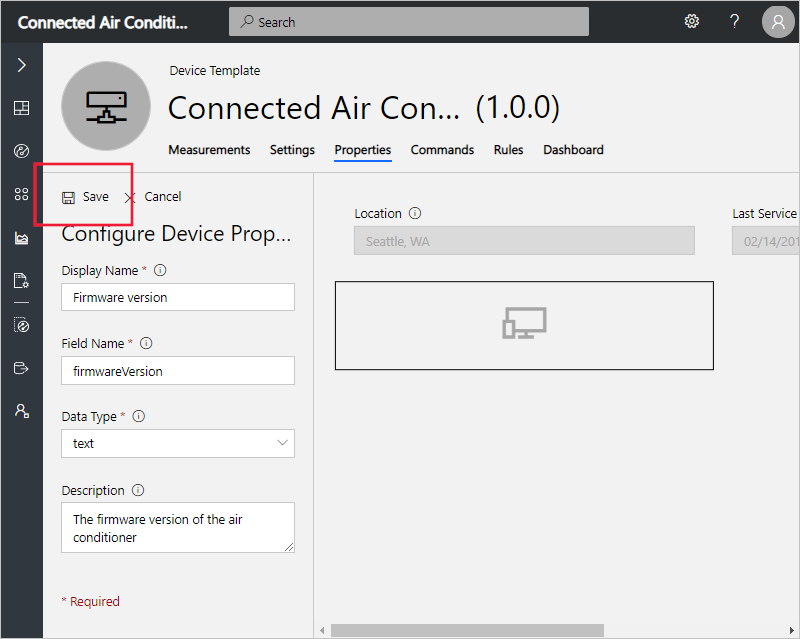 Connected Air Conditi...
Search
?
Device Template
Connected Air Con... (1.0.0)
Measurements Settings Properties Commands Rules Dashboard
Save Cancel
Configure Device Prop...
Display Name *
Firmware version
Field Name *
firmwareVersion
Data Type *
text
Description
The firmware version of the air
conditioner
* Required
Location
Seattle, WA
Last Service
02/14/201